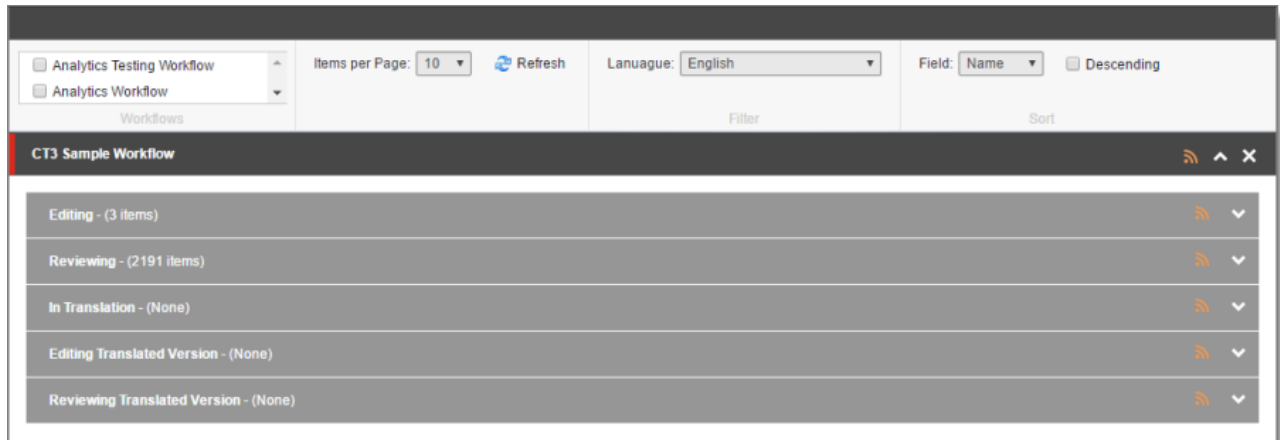 Analytics Testing Workflow
Analytics Workflow
Workflows
Items per Page: 10 Refresh
Lanuague: English
Filter
Field: Name Descending
Sort
CT3 Sample Workflow
Editing - (3 items)
Reviewing - (2191 items)
In Translation - (None)
Editing Translated Version - (None)
Reviewing Translated Version - (None)